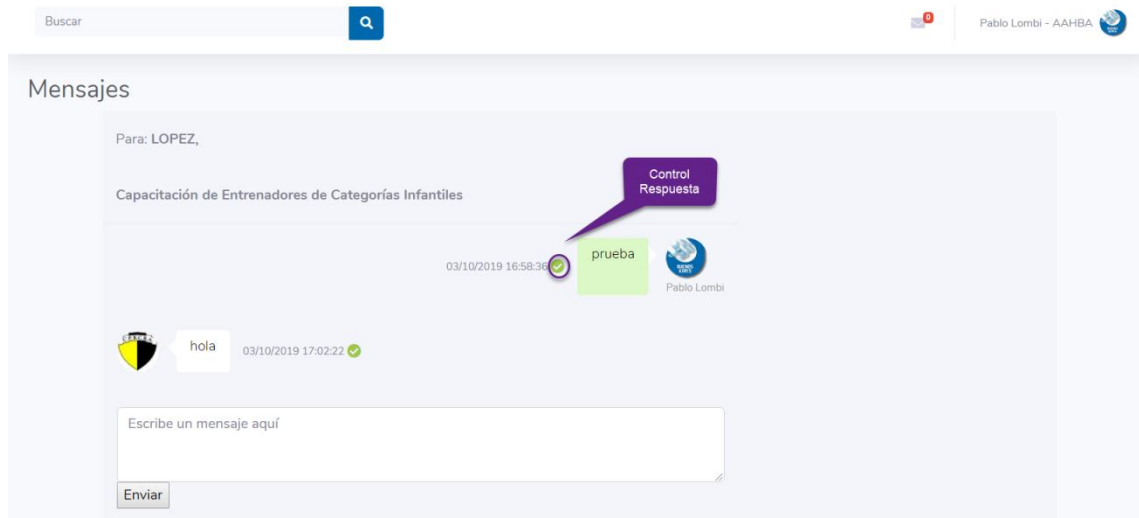 Buscar
0
Pablo Lombi - AAHBA
Mensajes
Para: LOPEZ,
Capacitación de Entrenadores de Categorías Infantiles
Control
Respuesta
03/10/2019 16:58:36
prueba
Pablo Lombi
hola
03/10/2019 17:02:22
Escribe un mensaje aquí
Enviar